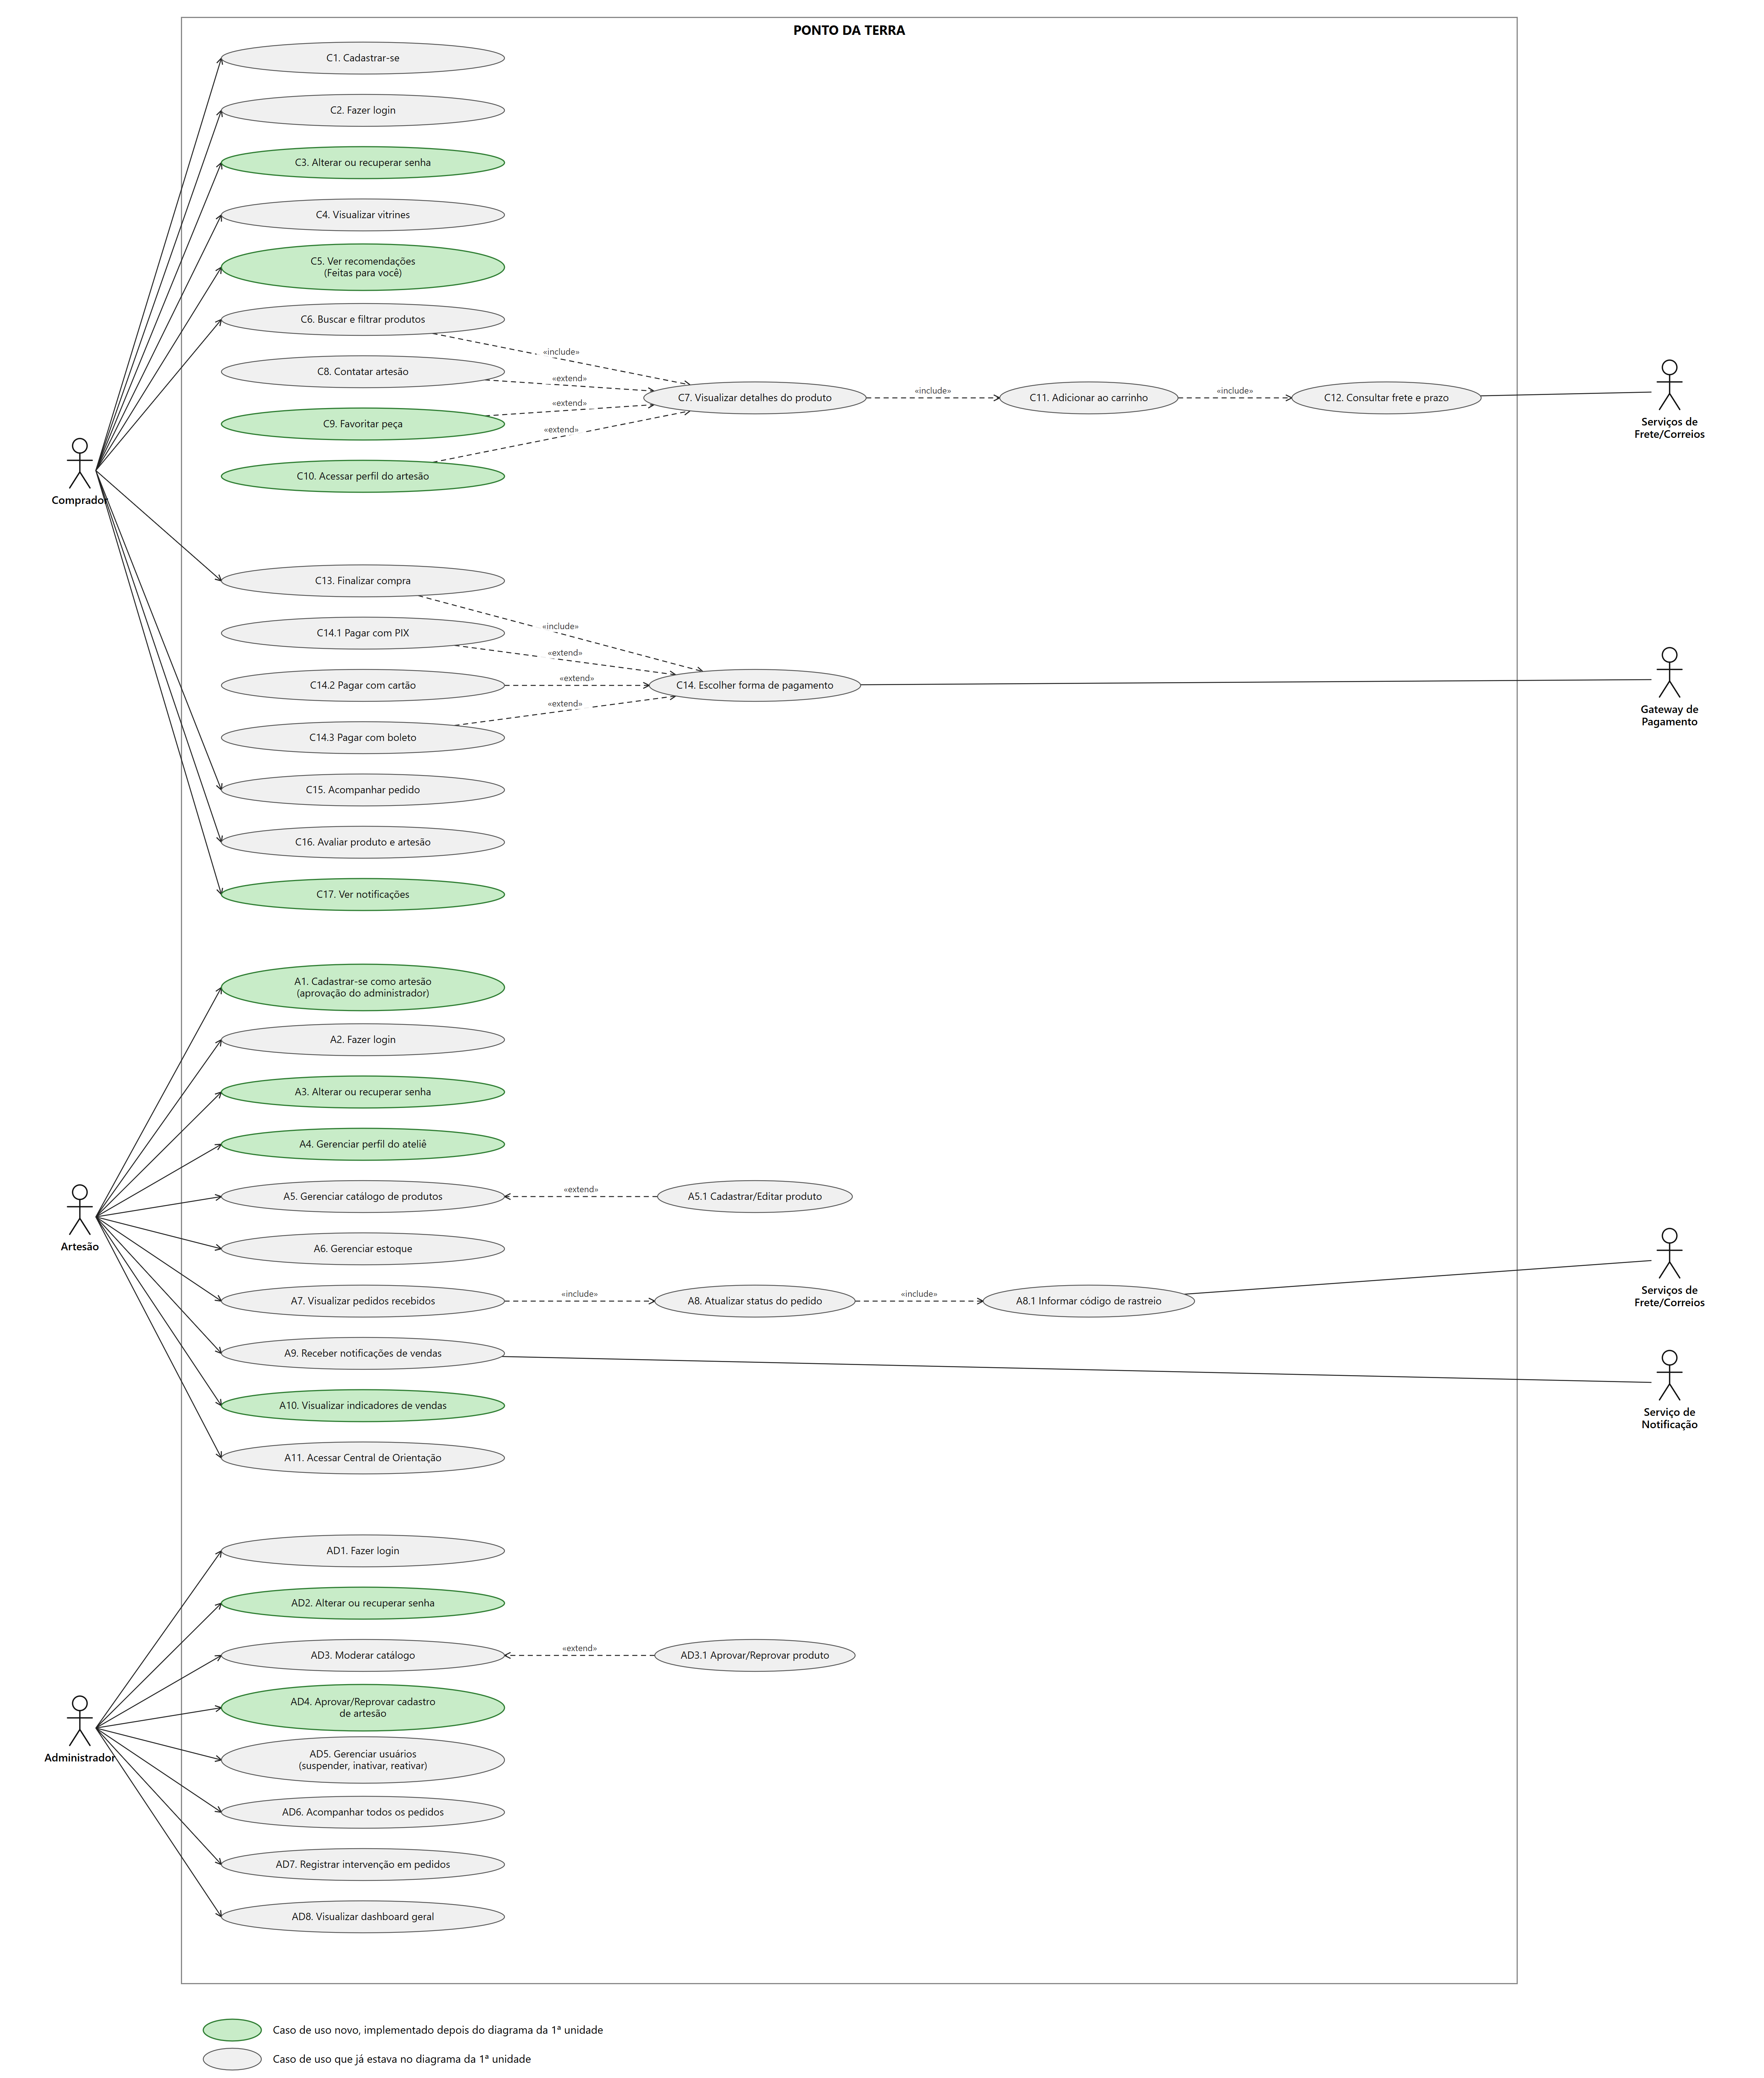 PONTO DA TERRA
C1. Cadastrar-se
C2. Fazer login
C3. Alterar ou recuperar senha
C4. Visualizar vitrines
C5. Ver recomendações
(Feitas para você)
C6. Buscar e filtrar produtos
«include»
C8. Contatar artesão
«extend»
C7. Visualizar detalhes do produto
«include»
C11. Adicionar ao carrinho
«include»
C12. Consultar frete e prazo
Serviços de
Frete/Correios
«extend»
C9. Favoritar peça
«extend»
C10. Acessar perfil do artesão
Comprador
C13. Finalizar compra
«include»
C14.1 Pagar com PIX
«extend»
C14.2 Pagar com cartão
«extend»
C14. Escolher forma de pagamento
Gateway de
Pagamento
«extend»
C14.3 Pagar com boleto
C15. Acompanhar pedido
C16. Avaliar produto e artesão
C17. Ver notificações
A1. Cadastrar-se como artesão
(aprovação do administrador)
A2. Fazer login
A3. Alterar ou recuperar senha
A4. Gerenciar perfil do ateliê
A5. Gerenciar catálogo de produtos
«extend»
A5.1 Cadastrar/Editar produto
Artesão
A6. Gerenciar estoque
A7. Visualizar pedidos recebidos
«include»
A8. Atualizar status do pedido
«include»
A8.1 Informar código de rastreio
Serviços de
Frete/Correios
A9. Receber notificações de vendas
A10. Visualizar indicadores de vendas
Serviço de
Notificação
A11. Acessar Central de Orientação
AD1. Fazer login
AD2. Alterar ou recuperar senha
AD3. Moderar catálogo
«extend»
AD3.1 Aprovar/Reprovar produto
AD4. Aprovar/Reprovar cadastro
de artesão
Administrador
AD5. Gerenciar usuários
(suspender, inativar, reativar)
AD6. Acompanhar todos os pedidos
AD7. Registrar intervenção em pedidos
AD8. Visualizar dashboard geral
Caso de uso novo, implementado depois do diagrama da 1ª unidade
Caso de uso que já estava no diagrama da 1ª unidade